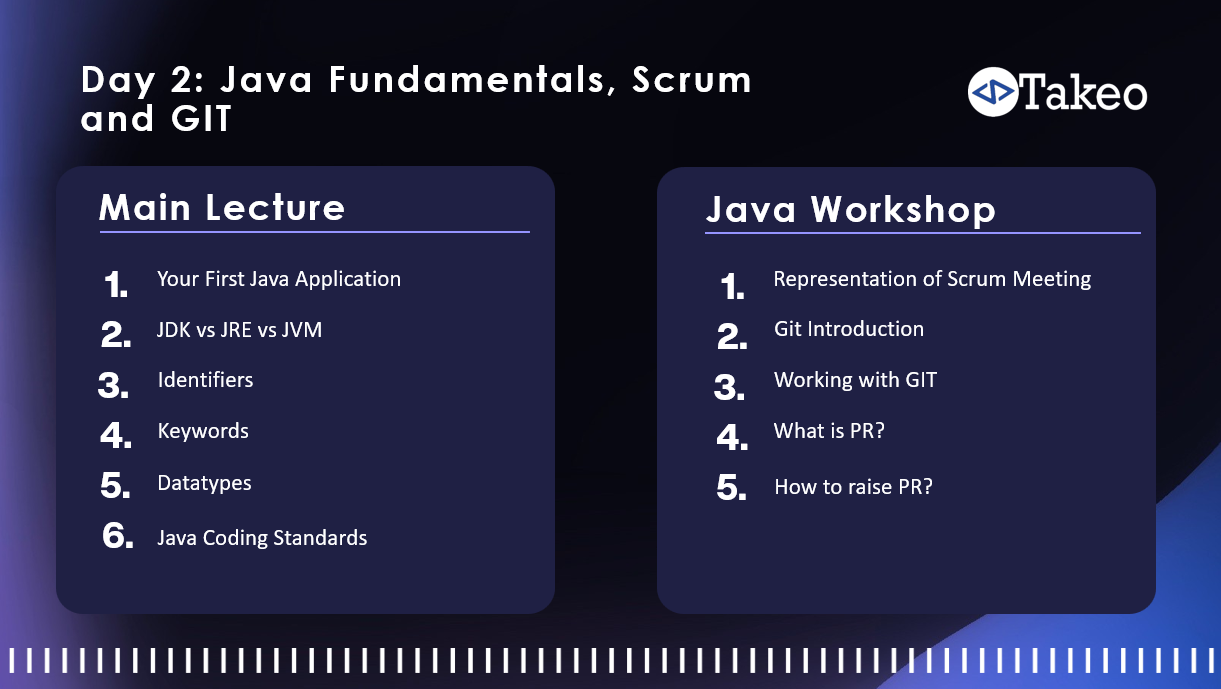 Day 2: Java Fundamentals, Scrum
and GIT
Takeo
Main Lecture
1. Your First Java Application
2. JDK vs JRE vs JVM
3. Identifiers
4. Keywords
5. Datatypes
6. Java Coding Standards
Java Workshop
1. Representation of Scrum Meeting
2. Git Introduction
3. Working with GIT
4. What is PR?
5. How to raise PR?